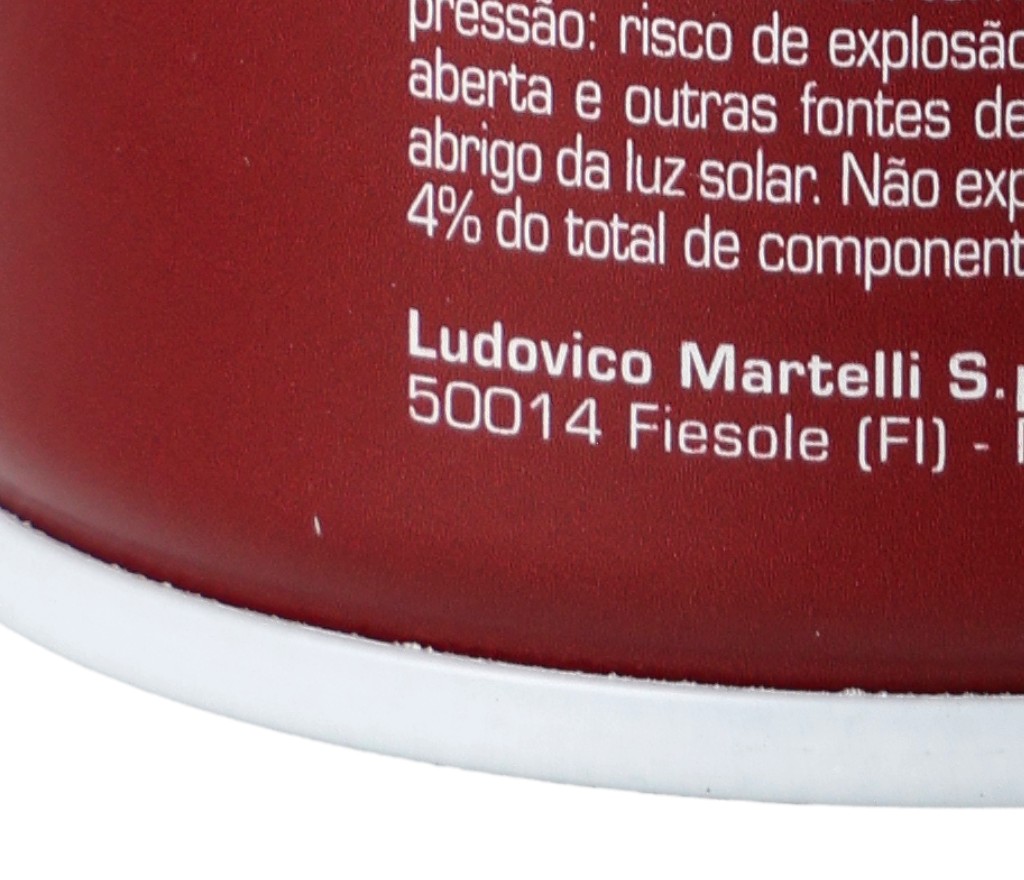 pressão: risco de explosão
aberta e outras fontes de
abrigo da luz solar. Não exp
4% do total de component
Ludovico Martelli S.p
50014 Fiesole (FI) -